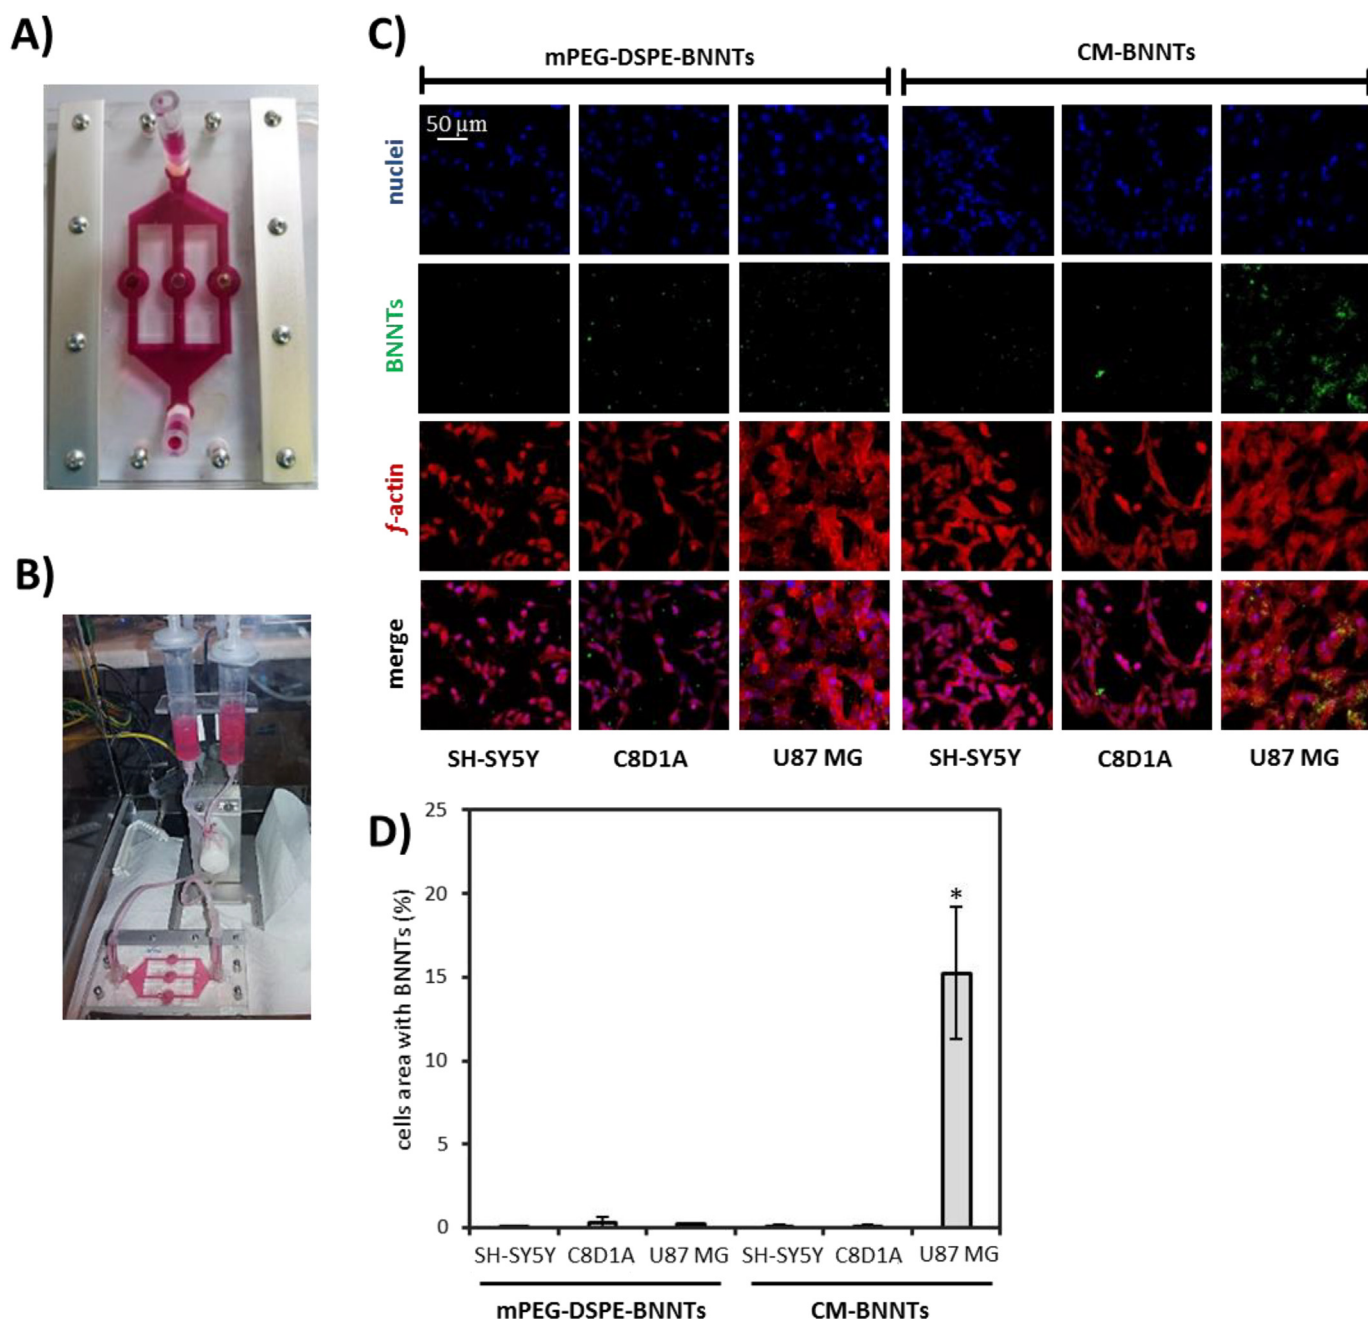 A)
B)
C)
mPEG-DSPE-BNNTs
CM-BNNTs
50 µm
nuclei
BNNTs
f-actin
merge
SH-SY5Y
C8D1A
U87 MG
SH-SY5Y
C8D1A
U87 MG
D)
cells area with BNNTs (%)
25
20
15
10
5
0
*
SH-SY5Y
C8D1A
U87 MG
SH-SY5Y
C8D1A
U87 MG
mPEG-DSPE-BNNTs
CM-BNNTs